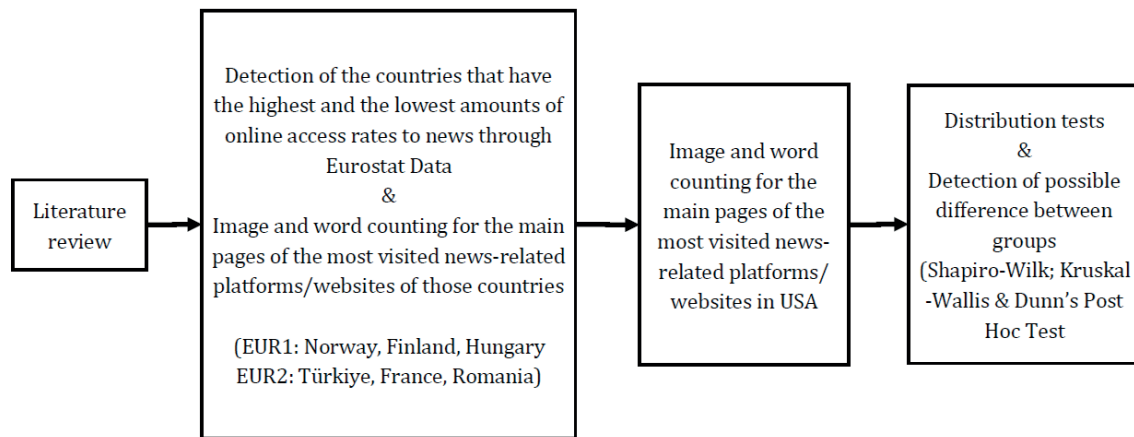 Literature
review
Detection of the countries that have
the highest and the lowest amounts of
online access rates to news through
Eurostat Data
&
Image and word counting for the main
pages of the most visited news-related
platforms/websites of those countries
(EUR1: Norway, Finland, Hungary
EUR2: Türkiye, France, Romania)
Image and word
counting for the
main pages of the
most visited news-
related platforms/
websites in USA
Distribution tests
&
Detection of possible
difference between
groups
(Shapiro-Wilk; Kruskal
-Wallis & Dunn’s Post
Hoc Test